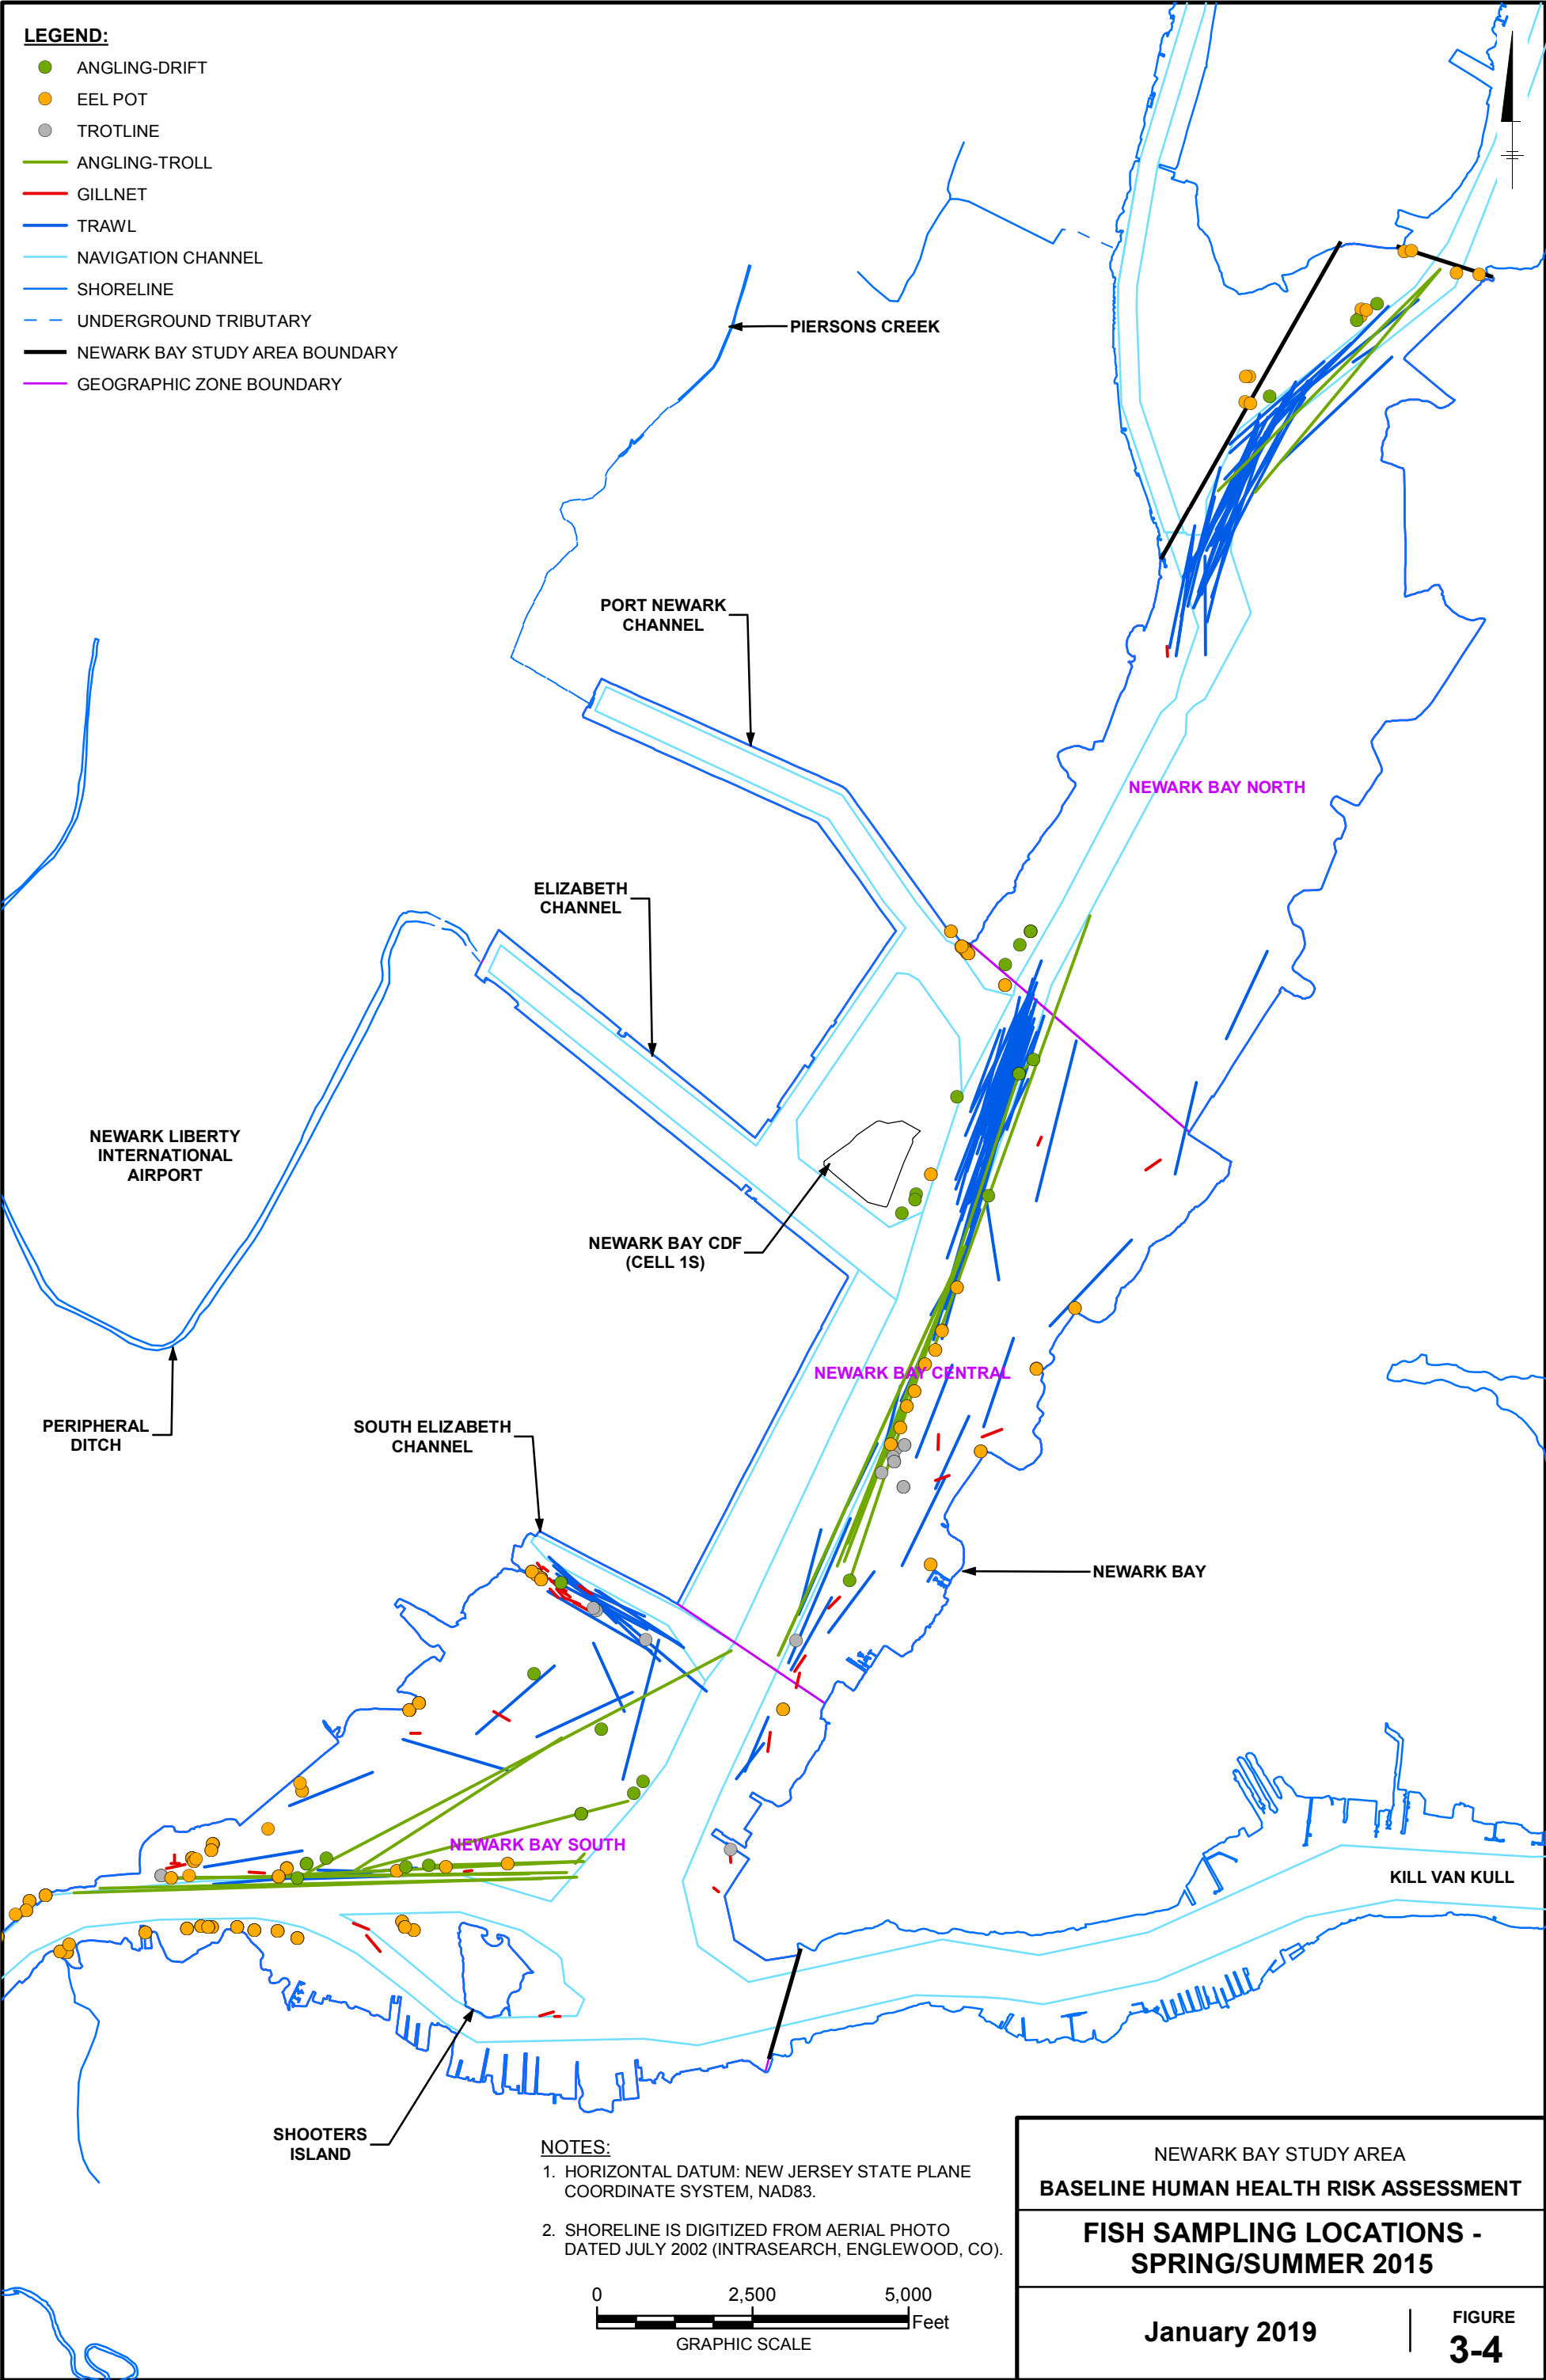 LEGEND:
ANGLING-DRIFT
EEL POT
TROTLINE
ANGLING-TROLL
GILLNET
TRAWL
NAVIGATION CHANNEL
SHORELINE
UNDERGROUND TRIBUTARY
NEWARK BAY STUDY AREA BOUNDARY
GEOGRAPHIC ZONE BOUNDARY
PIERSONS CREEK
PORT NEWARK
CHANNEL
NEWARK BAY NORTH
ELIZABETH
CHANNEL
NEWARK LIBERTY
INTERNATIONAL
AIRPORT
NEWARK BAY CDF
(CELL 1S)
NEWARK BAY CENTRAL
PERIPHERAL
DITCH
SOUTH ELIZABETH
CHANNEL
NEWARK BAY
NEWARK BAY SOUTH
KILL VAN KULL
SHOOTERS
ISLAND
NOTES:
1. HORIZONTAL DATUM: NEW JERSEY STATE PLANE
COORDINATE SYSTEM, NAD83.
2. SHORELINE IS DIGITIZED FROM AERIAL PHOTO
DATED JULY 2002 (INTRASEARCH, ENGLEWOOD, CO).
0 2,500 5,000
Feet
GRAPHIC SCALE
NEWARK BAY STUDY AREA
BASELINE HUMAN HEALTH RISK ASSESSMENT
FISH SAMPLING LOCATIONS -
SPRING/SUMMER 2015
January 2019
FIGURE
3-4